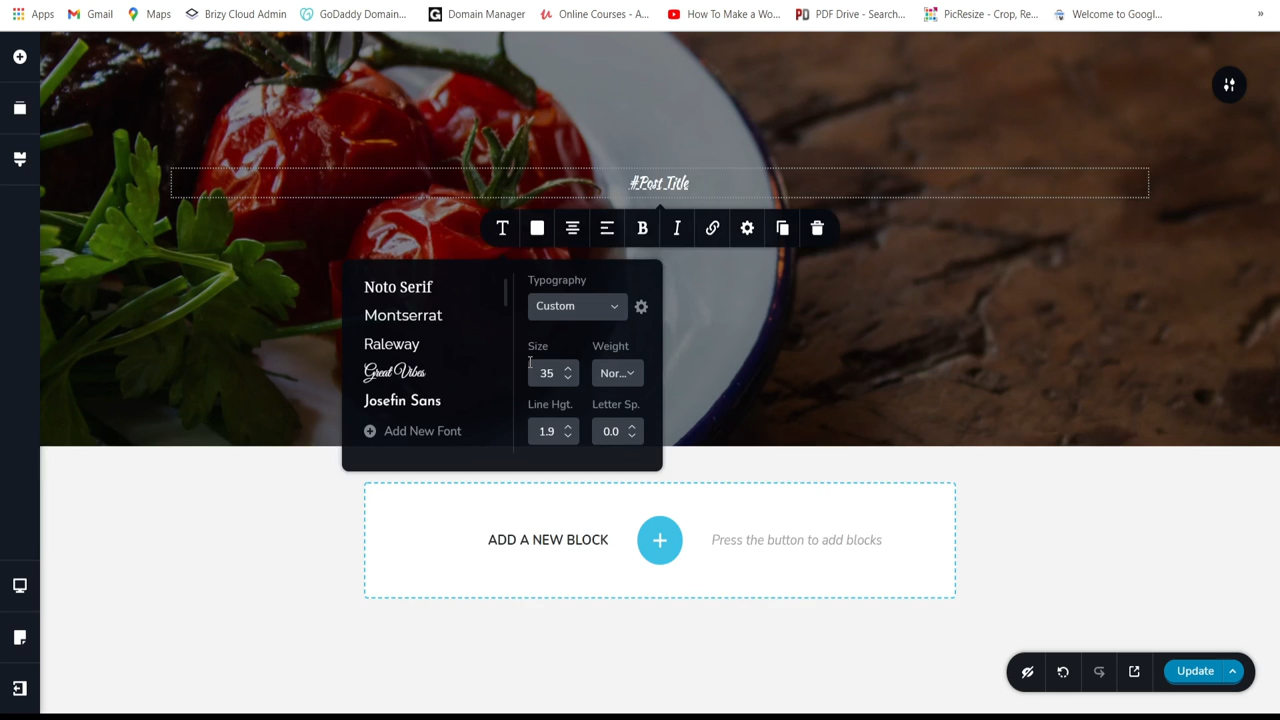 Apps Gmail Maps Brizy Cloud Admin GoDaddy Domain... Domain Manager Online Courses - A... How To Make a Wo... PDF Drive - Search... PicResize - Crop, Re... Welcome to Googl... »
#Post Title
T B I
Noto Serif
Montserrat
Raleway
Great Vibes
Josefin Sans
Add New Font
Typography
Custom
Size Weight
35 Nor...
Line Hgt. Letter Sp.
1.9 0.0
ADD A NEW BLOCK + Press the button to add blocks
Update